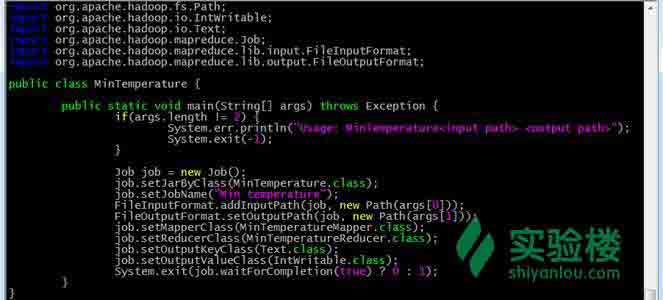 import org.apache.hadoop.fs.Path;
import org.apache.hadoop.io.IntWritable;
import org.apache.hadoop.io.Text;
import org.apache.hadoop.mapreduce.Job;
import org.apache.hadoop.mapreduce.lib.input.FileInputFormat;
import org.apache.hadoop.mapreduce.lib.output.FileOutputFormat;
public class MinTemperature {
public static void main(String[] args) throws Exception {
if(args.length != 2) {
System.err.println("Usage: MinTemperature<input path> <output path>");
System.exit(-1);
}
Job job = new Job();
job.setJarByClass(MinTemperature.class);
job.setJobName("Min temperature");
FileInputFormat.addInputPath(job, new Path(args[0]));
FileOutputFormat.setOutputPath(job, new Path(args[1]));
job.setMapperClass(MinTemperatureMapper.class);
job.setReducerClass(MinTemperatureReducer.class);
job.setOutputKeyClass(Text.class);
job.setOutputValueClass(IntWritable.class);
System.exit(job.waitForCompletion(true) ? 0 : 1);
}
}
实验楼
shiyanlou.com